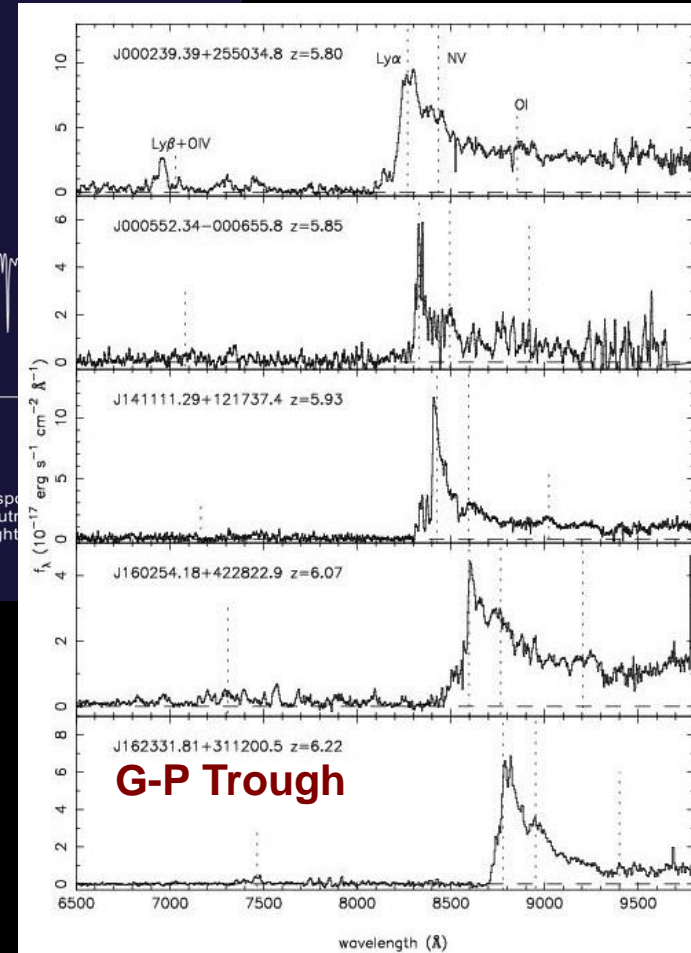 J000239.39+255034.8 z=5.80
Lyα
NV
OI
Lyβ+OIV
10
5
0
J000552.34−000655.8 z=5.85
6
4
2
0
J141111.29+121737.4 z=5.93
10
5
0
J160254.18+422822.9 z=6.07
4
2
0
J162331.81+311200.5 z=6.22
G-P Trough
8
6
4
2
0
f_λ (10⁻¹⁷ erg s⁻¹ cm⁻² Å⁻¹)
6500 7000 7500 8000 8500 9000 9500
wavelength (Å)